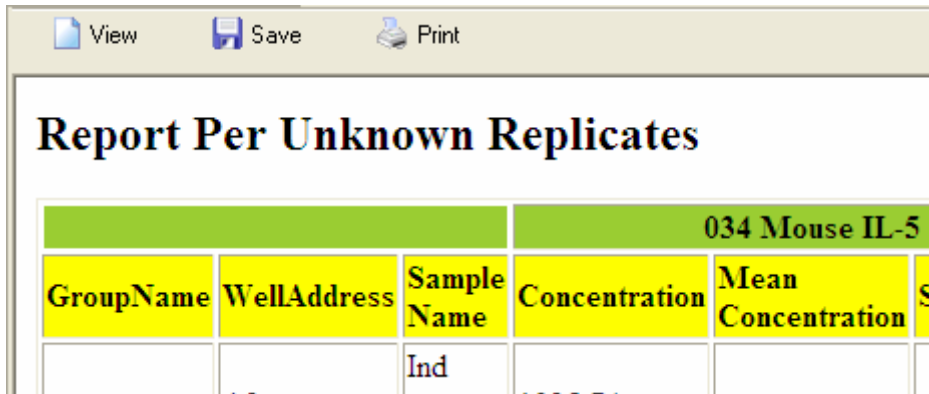 View Save Print
Report Per Unknown Replicates
034 Mouse IL-5
GroupName WellAddress Sample Name Concentration Mean Concentration
Ind